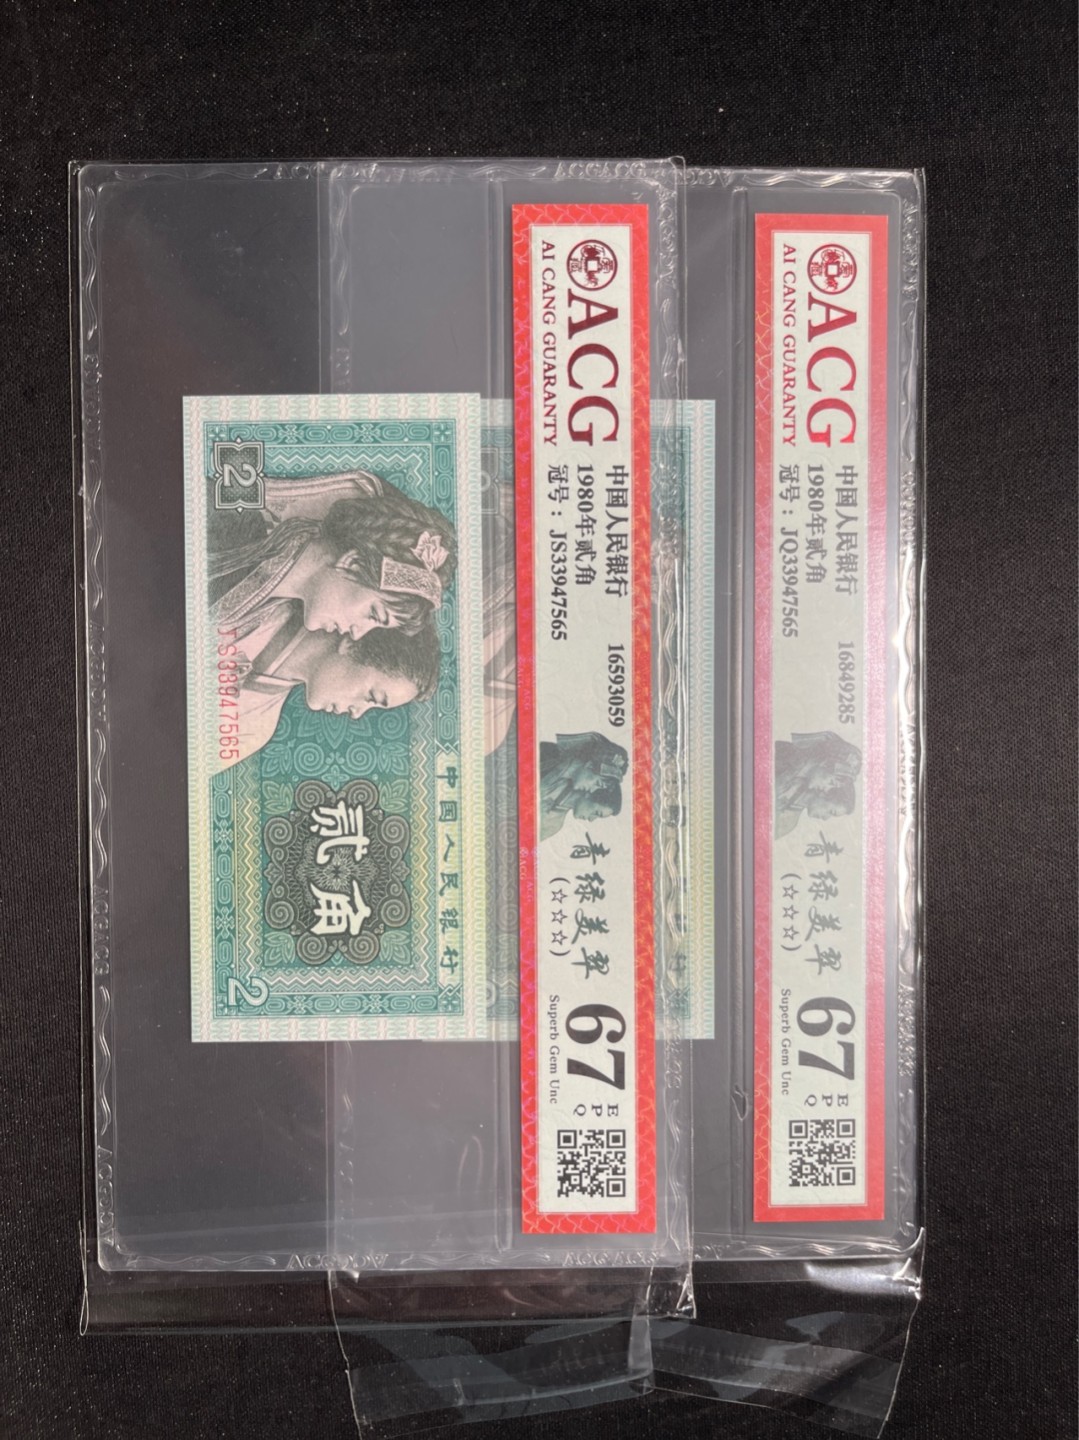 ACG
AI CANG GUARANTY
中国人民银行 16593059
1980年贰角
冠号：JS33947565
青绿美翠
(☆☆☆)
67 EPQ
Superb Gem Unc
ACG
AI CANG GUARANTY
中国人民银行 16849285
1980年贰角
冠号：JQ33947565
青绿美翠
(☆☆☆)
67 EPQ
Superb Gem Unc
中国人民银行
2
贰角
JS33947565
2